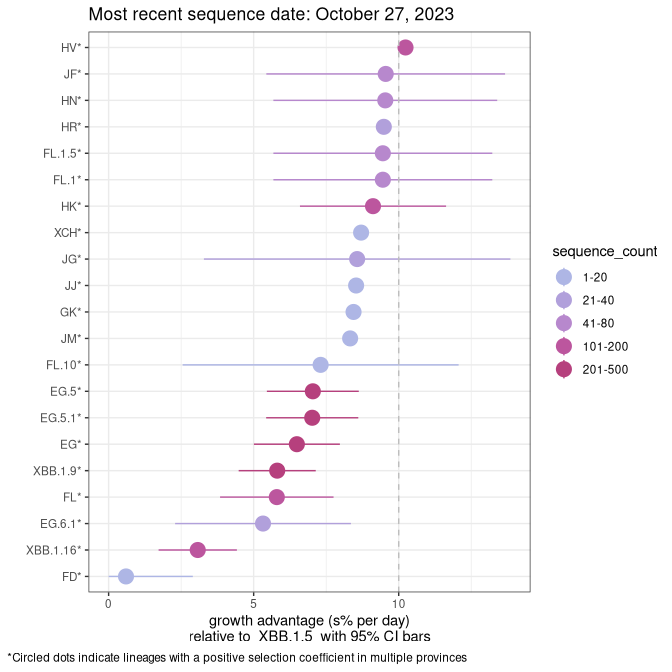 Most recent sequence date: October 27, 2023
HV*
JF*
HN*
HR*
FL.1.5*
FL.1*
HK*
XCH*
JG*
JJ*
GK*
JM*
FL.10*
EG.5*
EG.5.1*
EG*
XBB.1.9*
FL*
EG.6.1*
XBB.1.16*
FD*
0 5 10
growth advantage (s% per day)
relative to XBB.1.5 with 95% CI bars
sequence_count
1-20
21-40
41-80
101-200
201-500
*Circled dots indicate lineages with a positive selection coefficient in multiple provinces